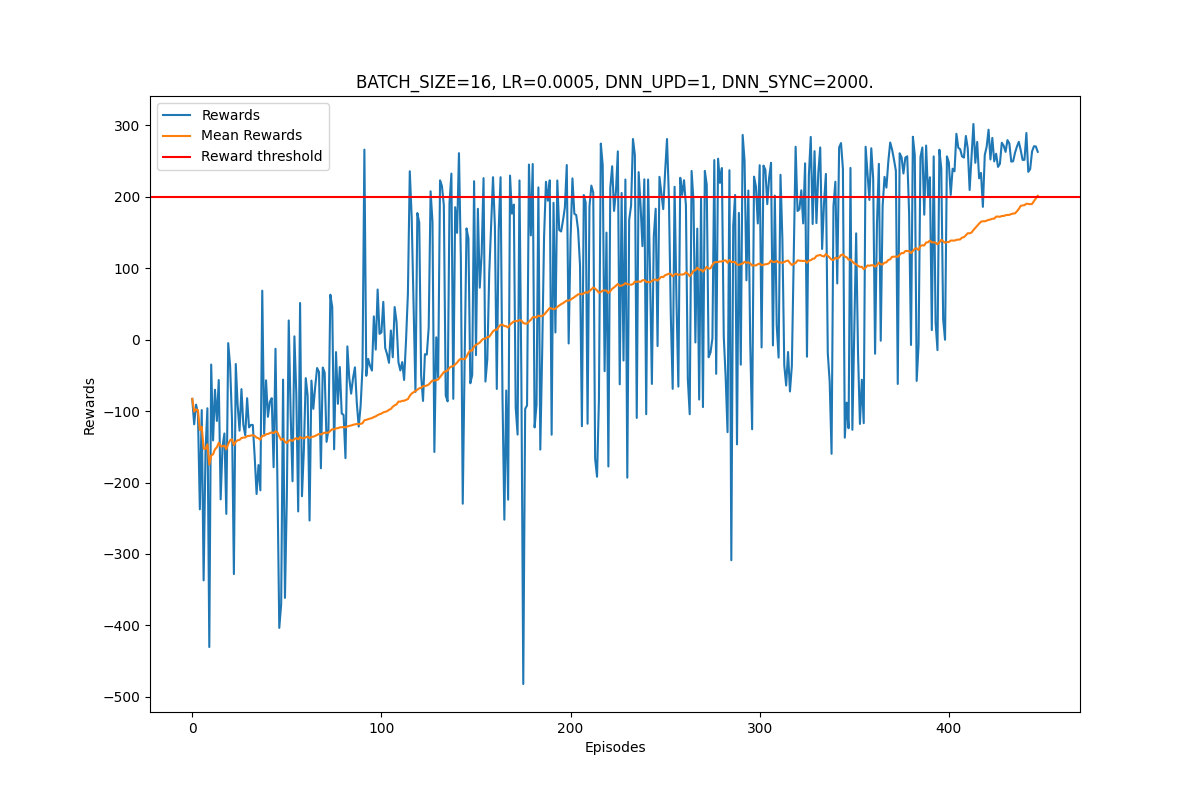 BATCH_SIZE=16, LR=0.0005, DNN_UPD=1, DNN_SYNC=2000.
Rewards
Mean Rewards
Reward threshold
300
200
100
0
−100
−200
−300
−400
−500
Rewards
0 100 200 300 400
Episodes